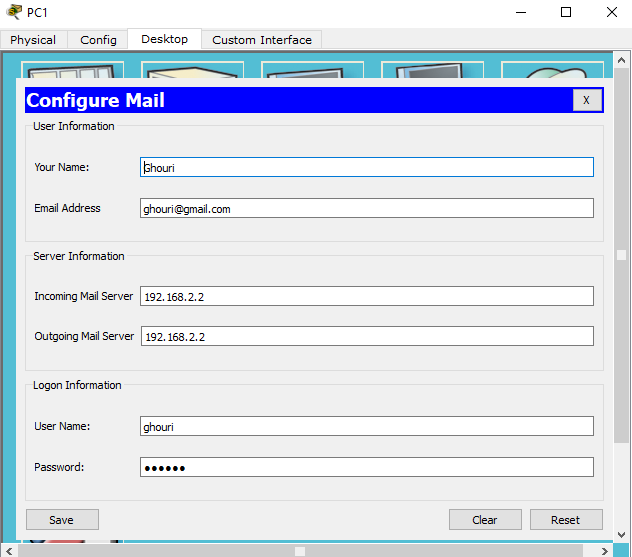 PC1
Physical Config Desktop Custom Interface
Configure Mail X
User Information
Your Name: Ghouri
Email Address ghouri@gmail.com
Server Information
Incoming Mail Server 192.168.2.2
Outgoing Mail Server 192.168.2.2
Logon Information
User Name: ghouri
Password: ●●●●●●
Save Clear Reset